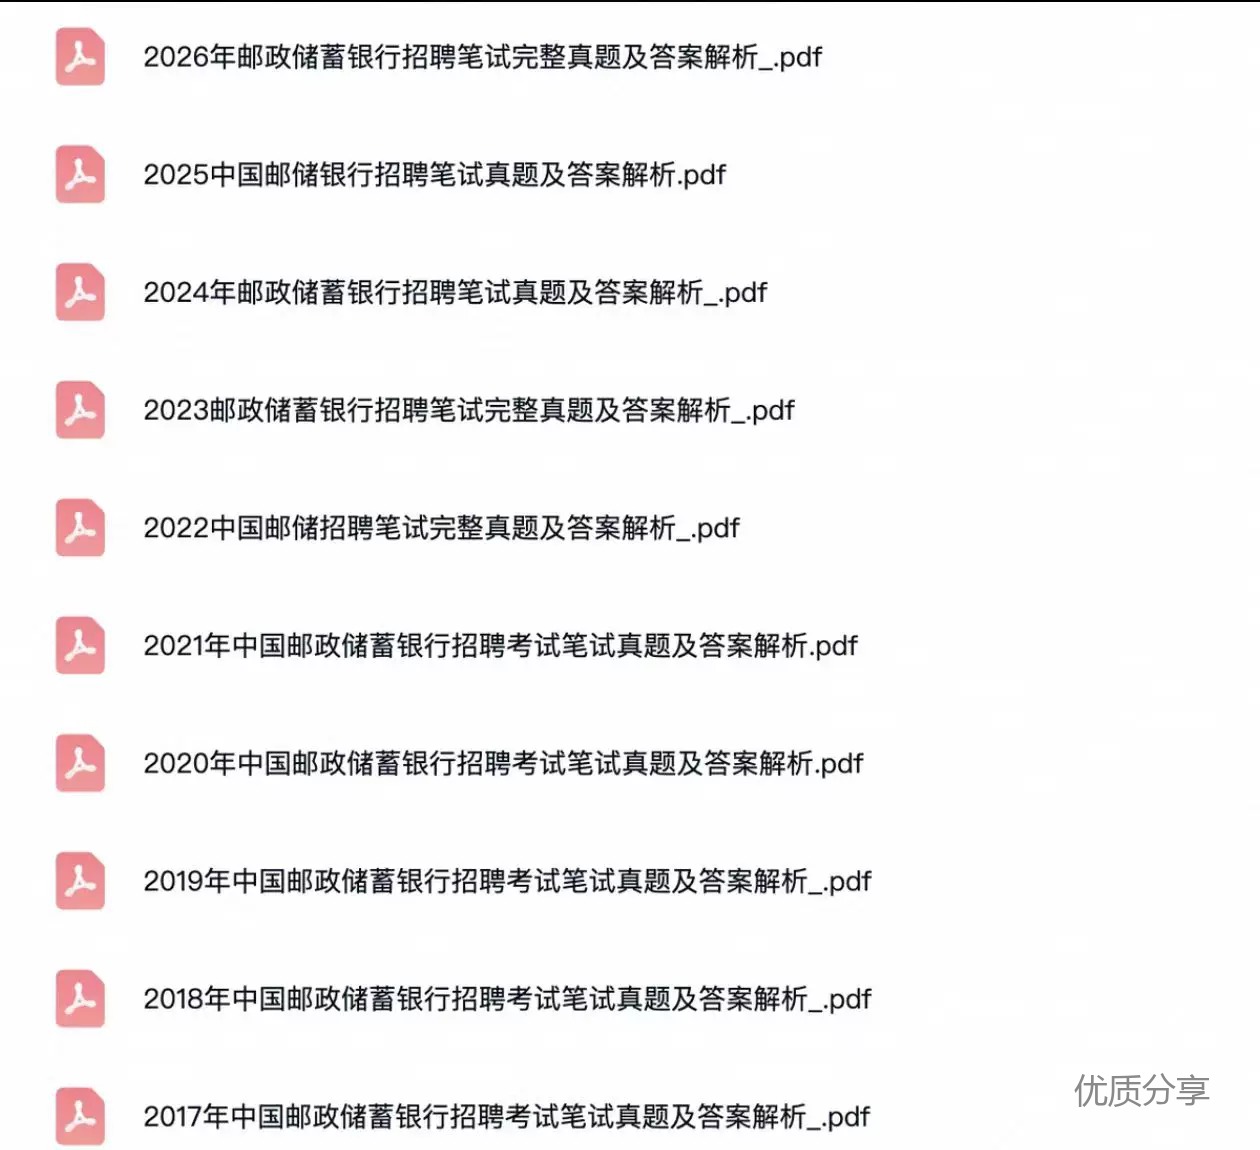 2026年邮政储蓄银行招聘笔试完整真题及答案解析_.pdf
2025中国邮储银行招聘笔试真题及答案解析.pdf
2024年邮政储蓄银行招聘笔试真题及答案解析_.pdf
2023邮政储蓄银行招聘笔试完整真题及答案解析_.pdf
2022中国邮储招聘笔试完整真题及答案解析_.pdf
2021年中国邮政储蓄银行招聘考试笔试真题及答案解析.pdf
2020年中国邮政储蓄银行招聘考试笔试真题及答案解析.pdf
2019年中国邮政储蓄银行招聘考试笔试真题及答案解析_.pdf
2018年中国邮政储蓄银行招聘考试笔试真题及答案解析_.pdf
优质分享
2017年中国邮政储蓄银行招聘考试笔试真题及答案解析_.pdf